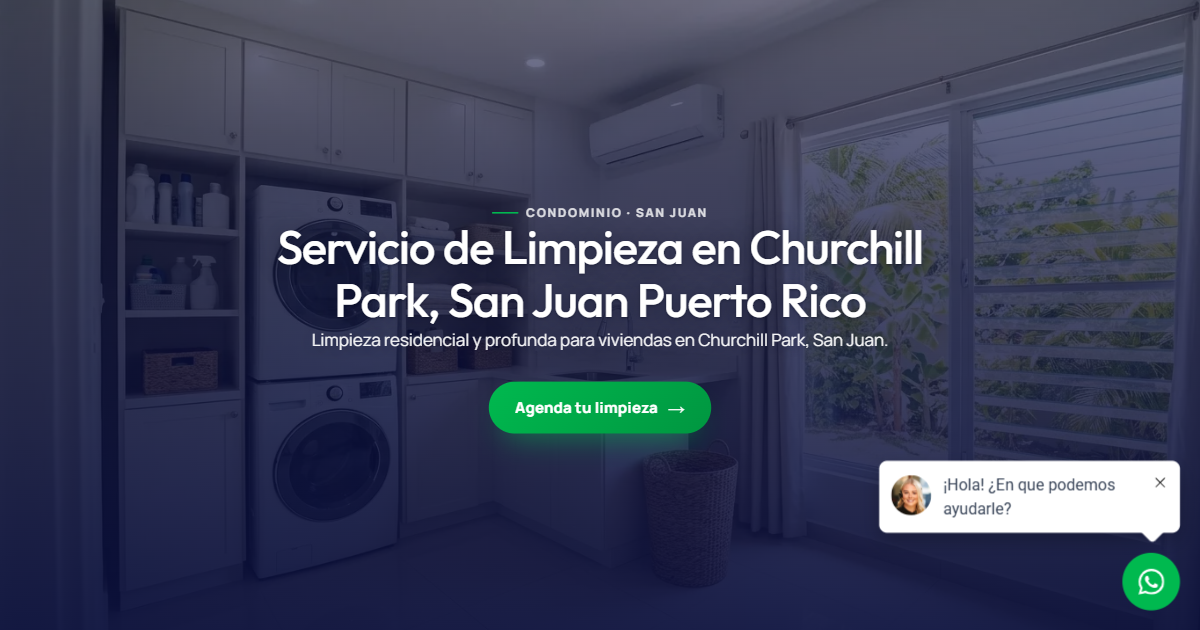 CONDOMINIO · SAN JUAN
Servicio de Limpieza en Churchill
Park, San Juan Puerto Rico
Limpieza residencial y profunda para viviendas en Churchill Park, San Juan.
Agenda tu limpieza →
¡Hola! ¿En que podemos
ayudarle?